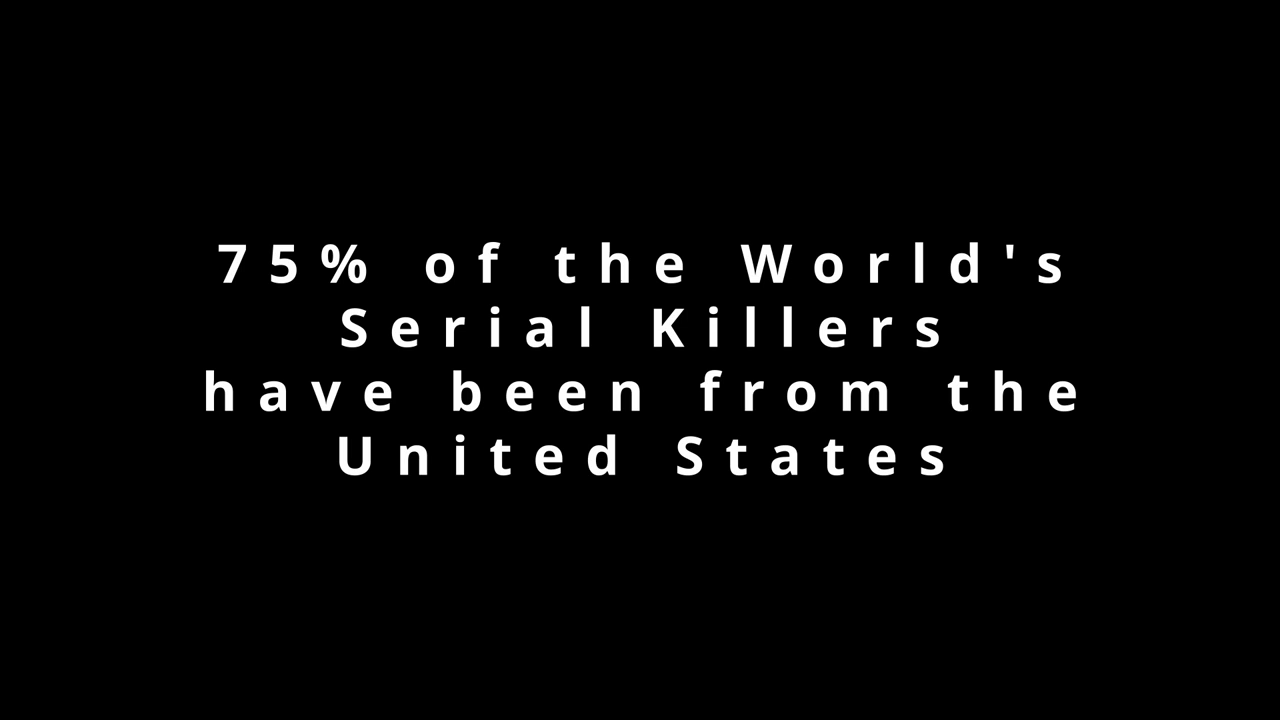 75% of the World's
Serial Killers
have been from the
United States